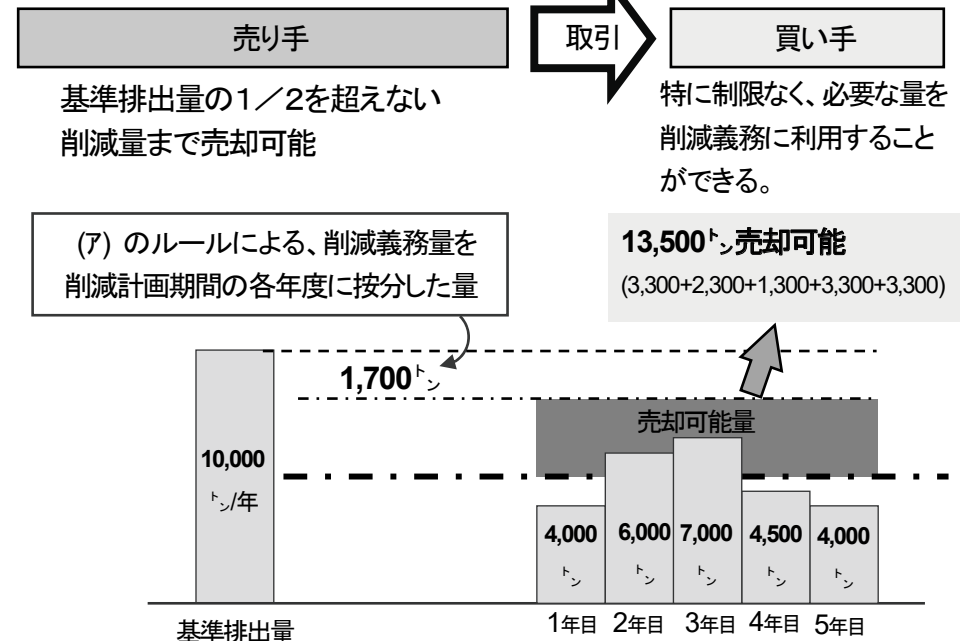 売り手
取引
買い手
基準排出量の1/2を超えない
削減量まで売却可能
特に制限なく、必要な量を
削減義務に利用すること
ができる。
(ア) のルールによる、削減義務量を
削減計画期間の各年度に按分した量
13,500トン売却可能
(3,300+2,300+1,300+3,300+3,300)
1,700トン
売却可能量
10,000
トン/年
4,000
トン
6,000
トン
7,000
トン
4,500
トン
4,000
トン
基準排出量
1年目
2年目
3年目
4年目
5年目